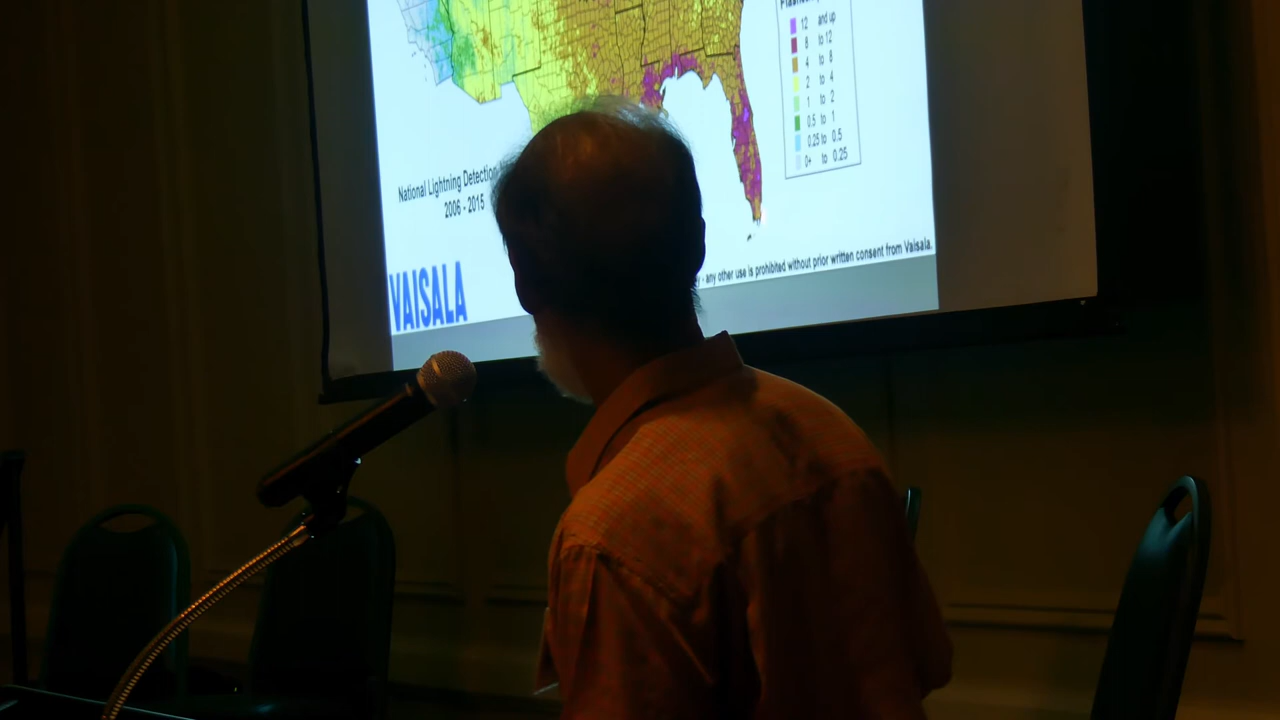 12 and up
8 to 12
4 to 8
2 to 4
1 to 2
0.5 to 1
0.25 to 0.5
0+ to 0.25
National Lightning Detection
2006 - 2015
- any other use is prohibited without prior written consent from Vaisala.
VAISALA